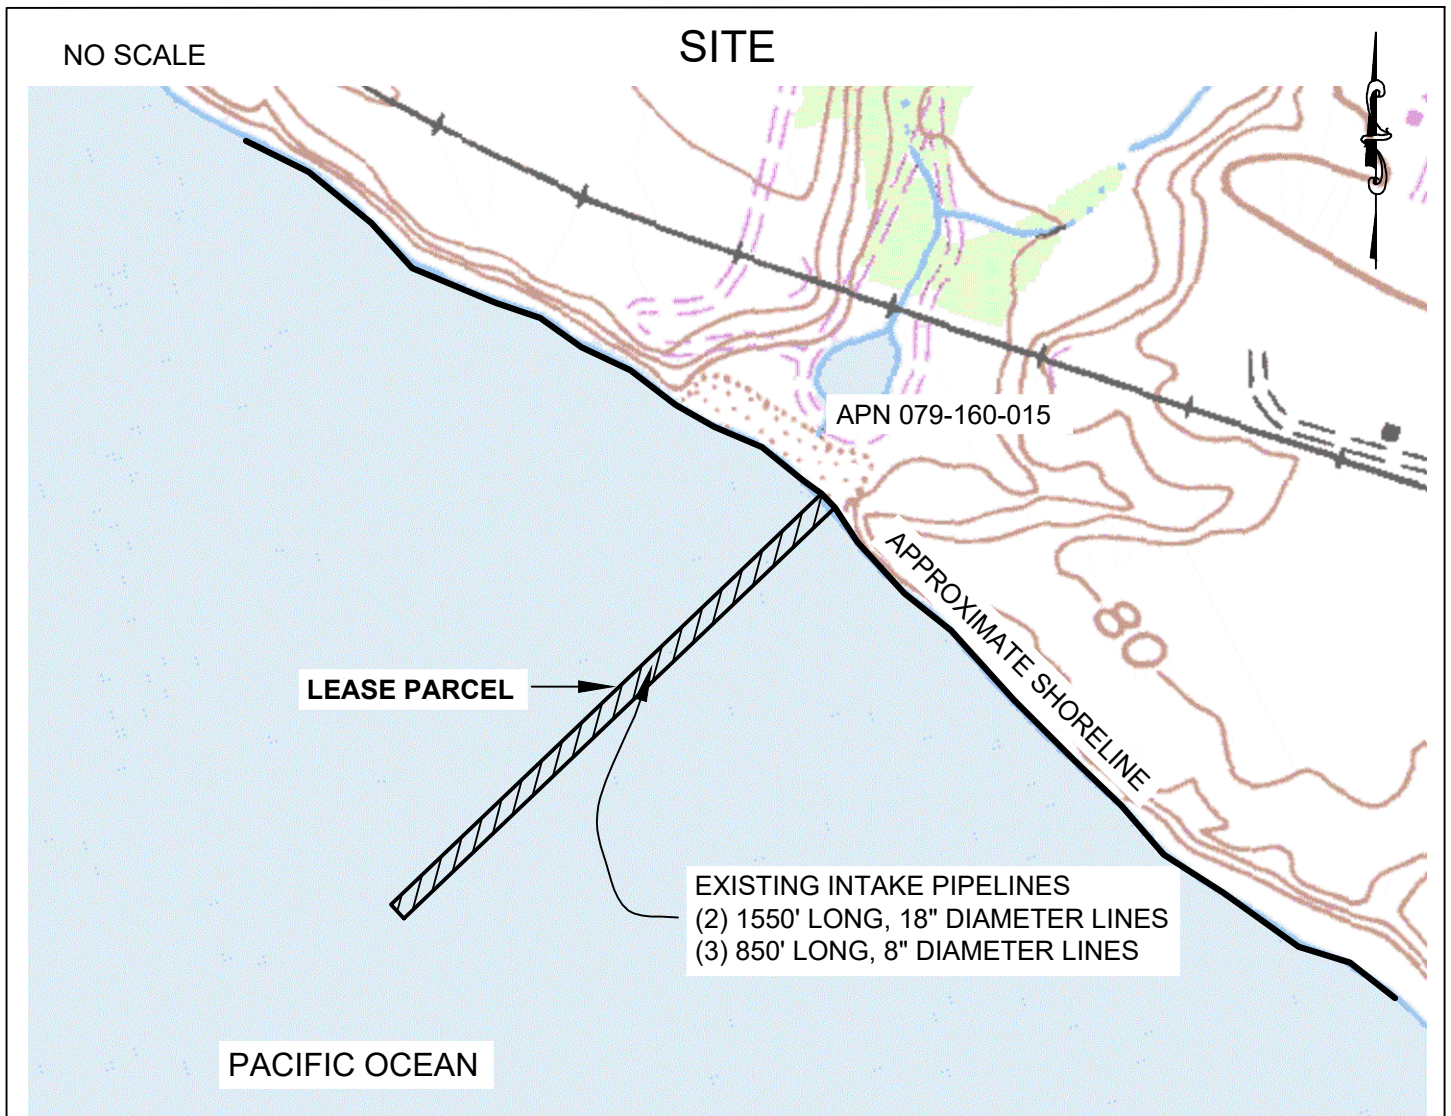 NO SCALE
SITE
APN 079-160-015
APPROXIMATE SHORELINE
80
LEASE PARCEL
EXISTING INTAKE PIPELINES
(2) 1550' LONG, 18" DIAMETER LINES
(3) 850' LONG, 8" DIAMETER LINES
PACIFIC OCEAN